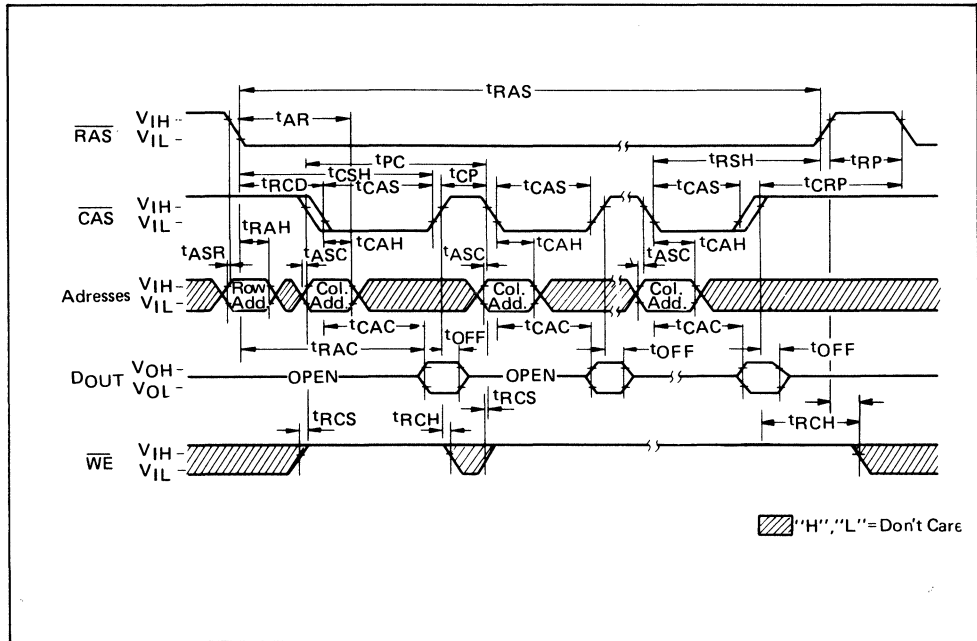 tRAS
RAS VIH
VIL
tAR
tPC
tRSH
tRP
tCSH
tCP
tCRP
tRCD
tCAS
tCAS
tCAS
CAS VIH
VIL
tRAH
tCAH
tCAH
tCAH
tASR
tASC
tASC
Adresses VIH
VIL
Row Add.
Col. Add.
Col. Add.
Col. Add.
tCAC
tCAC
tCAC
tRAC
tOFF
tOFF
tOFF
DOUT VOH
VOL
OPEN
OPEN
tRCS
tRCH
tRCS
tRCH
WE VIH
VIL
"H","L"=Don't Care